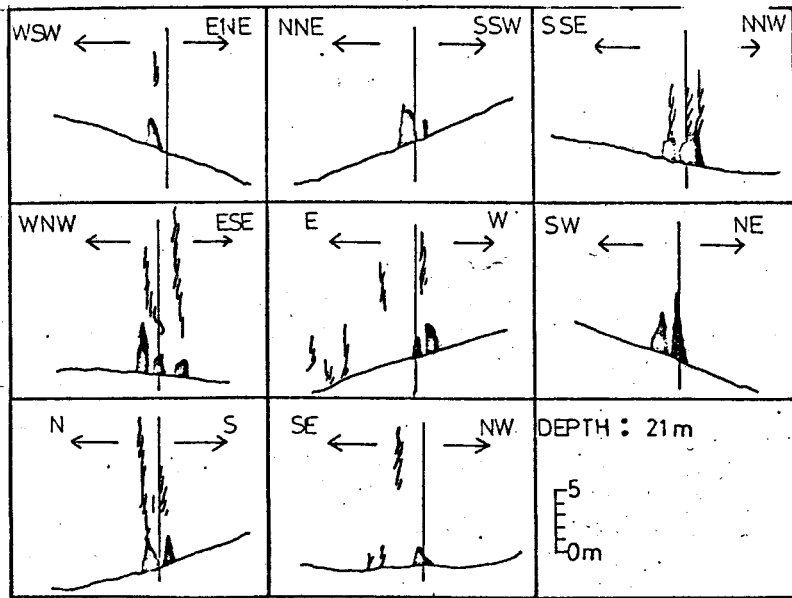 WSW ENE
NNE SSW
SSE NNW
WNW ESE
E W
SW NE
N S
SE NW
DEPTH : 21m
5
0m